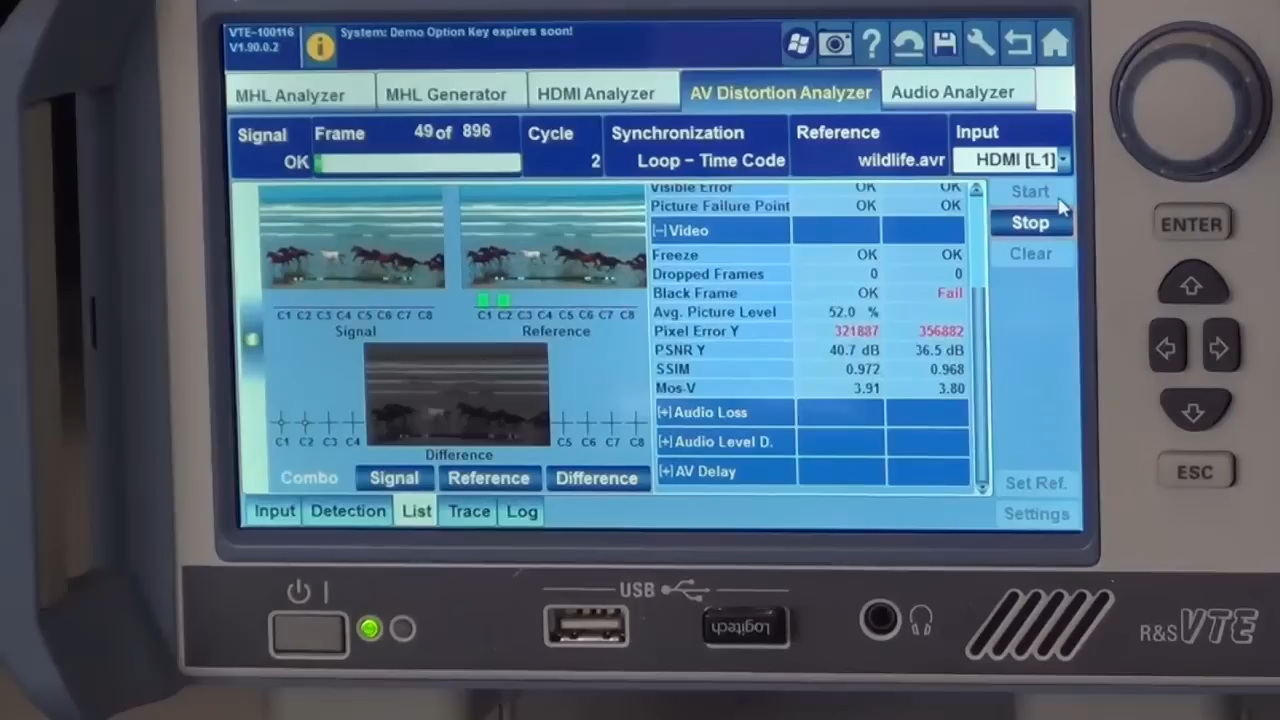 VTE-100116
V1.90.0.2
System: Demo Option Key expires soon!
MHL Analyzer
MHL Generator
HDMI Analyzer
AV Distortion Analyzer
Audio Analyzer
Signal
OK
Frame 49 of 896
Cycle
2
Synchronization
Loop - Time Code
Reference
wildlife.avr
Input
HDMI [L1]
Start
Stop
Clear
Visible Error OK OK
Picture Failure Point OK OK
[-] Video
Freeze OK OK
Dropped Frames 0 0
Black Frame OK Fail
Avg. Picture Level 52.0 %
Pixel Error Y 321887 356882
PSNR Y 40.7 dB 36.5 dB
SSIM 0.972 0.968
Mos-V 3.91 3.80
[+] Audio Loss
[+] Audio Level D.
[+] AV Delay
C1 C2 C3 C4 C5 C6 C7 C8
Signal
C1 C2 C3 C4 C5 C6 C7 C8
Reference
C1 C2 C3 C4
C5 C6 C7 C8
Difference
Combo
Signal
Reference
Difference
Set Ref.
Settings
Input
Detection
List
Trace
Log
ENTER
ESC
USB
Logitech
R&S VTE